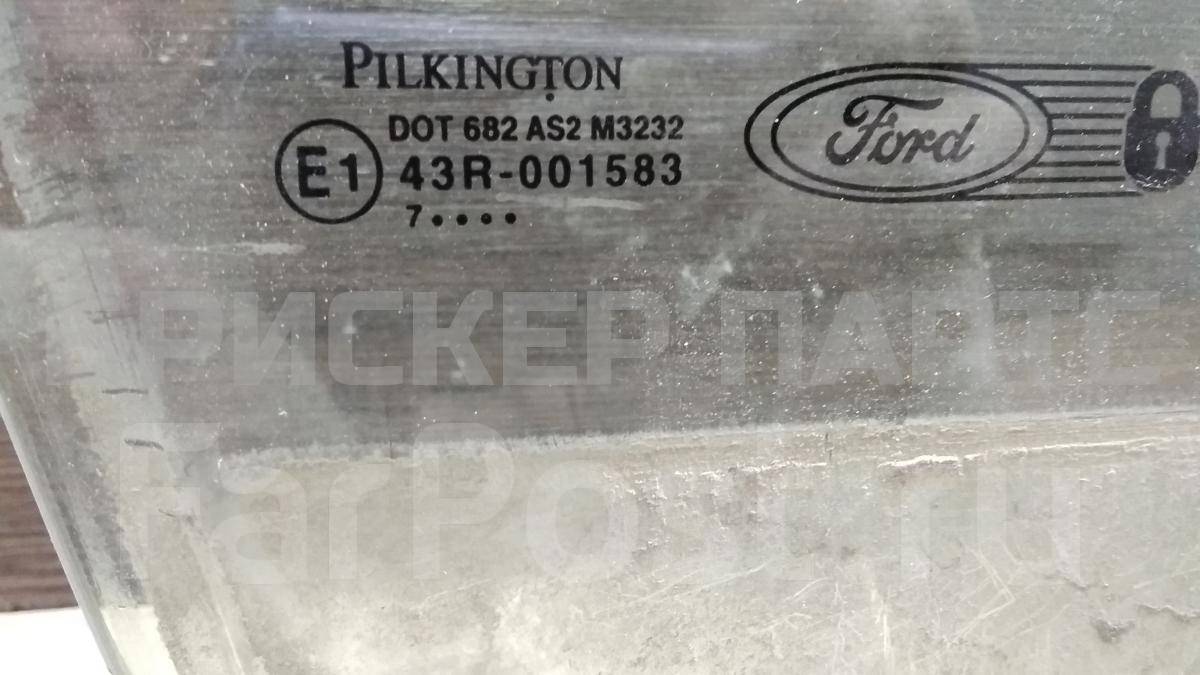 PILKINGTON
DOT 682 AS2 M3232
E1 43R-001583
7••••
Ford
РИСКЕР ПАРТС
FarPost.ru